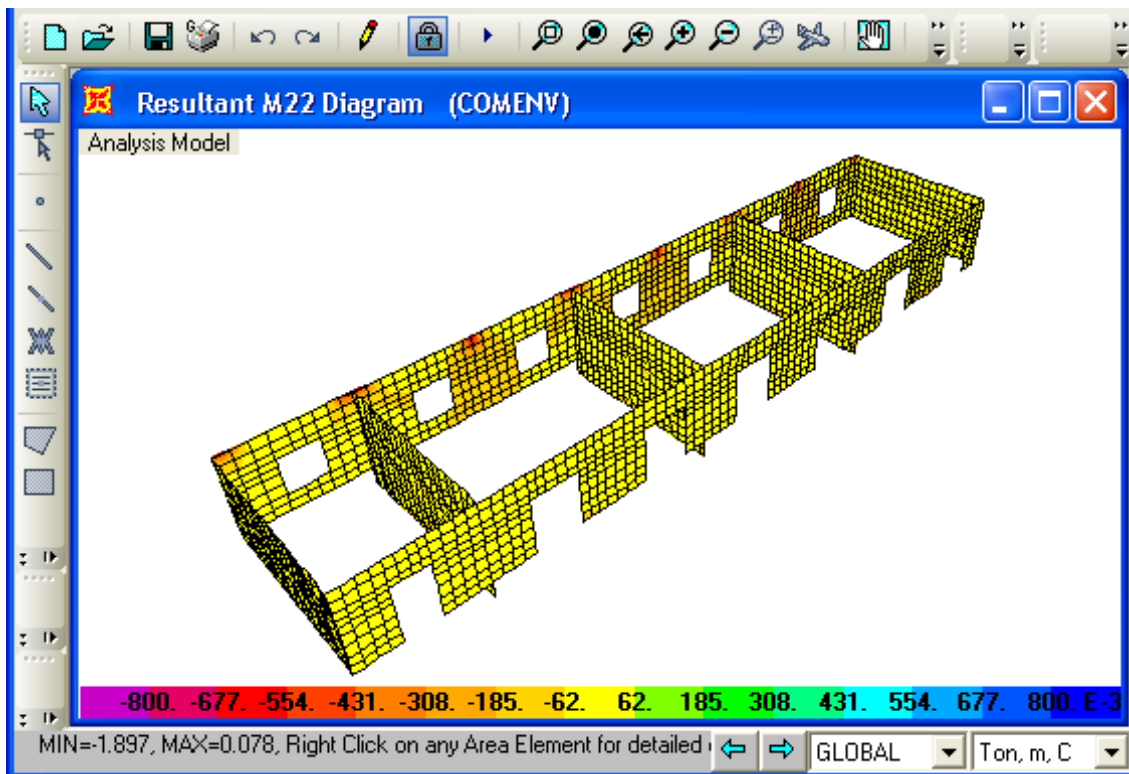 Resultant M22 Diagram (COMENV)
Analysis Model
-800. -677. -554. -431. -308. -185. -62. 62. 185. 308. 431. 554. 677. 800. E-3
MIN=-1.897, MAX=0.078, Right Click on any Area Element for detailed
GLOBAL
Ton, m, C